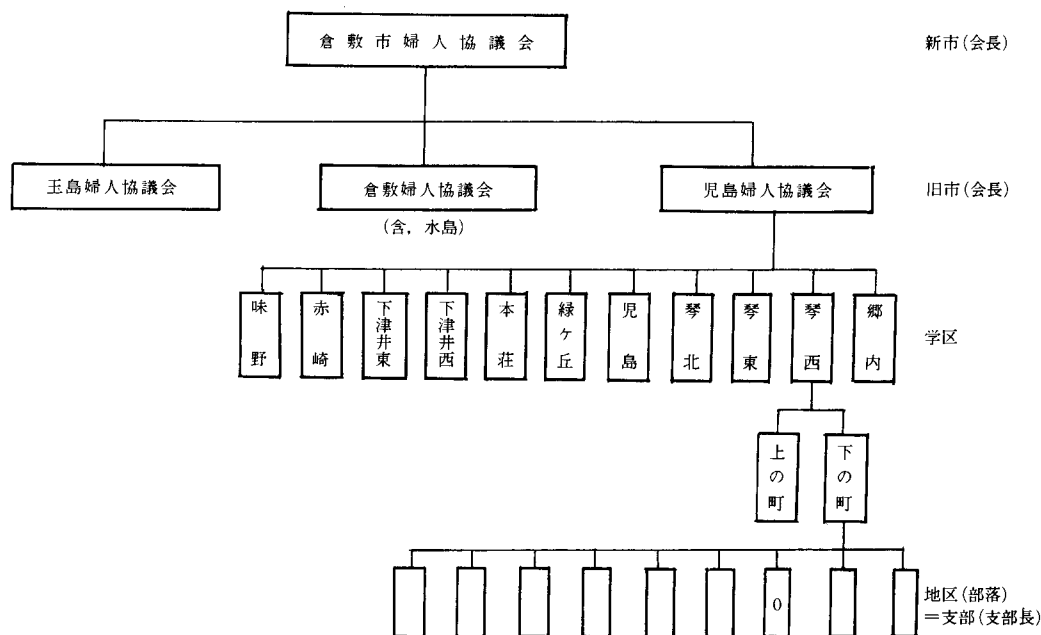 倉敷市婦人協議会
新市(会長)
玉島婦人協議会
倉敷婦人協議会
児島婦人協議会
旧市(会長)
(含，水島)
味野
赤崎
下津井東
下津井西
本荘
緑ヶ丘
児島
琴北
琴東
琴西
郷内
学区
上の町
下の町
0
地区(部落)
＝支部(支部長)